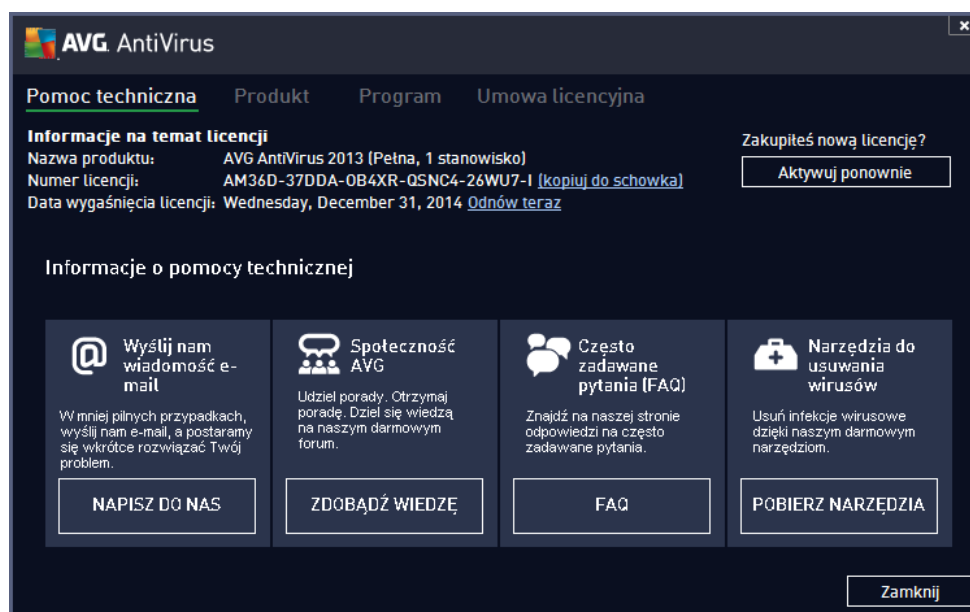 AVG. AntiVirus
Pomoc techniczna Produkt Program Umowa licencyjna
Informacje na temat licencji
Nazwa produktu: AVG AntiVirus 2013 (Pełna, 1 stanowisko)
Numer licencji: AM36D-37DDA-OB4XR-QSNC4-26WU7-I (kopiuj do schowka)
Data wygaśnięcia licencji: Wednesday, December 31, 2014 Odnów teraz
Zakupiłeś nową licencję?
Aktywuj ponownie
Informacje o pomocy technicznej
Wyślij nam
wiadomość e-
mail
W mniej pilnych przypadkach,
wyślij nam e-mail, a postaramy
się wkrótce rozwiązać Twój
problem.
NAPISZ DO NAS
Społeczność
AVG
Udziel porady. Otrzymaj
poradę. Dziel się wiedzą
na naszym darmowym
forum.
ZDOBĄDŹ WIEDZĘ
Często
zadawane
pytania (FAQ)
Znajdź na naszej stronie
odpowiedzi na często
zadawane pytania.
FAQ
Narzędzia do
usuwania
wirusów
Usuń infekcje wirusowe
dzięki naszym darmowym
narzędziom.
POBIERZ NARZĘDZIA
Zamknij